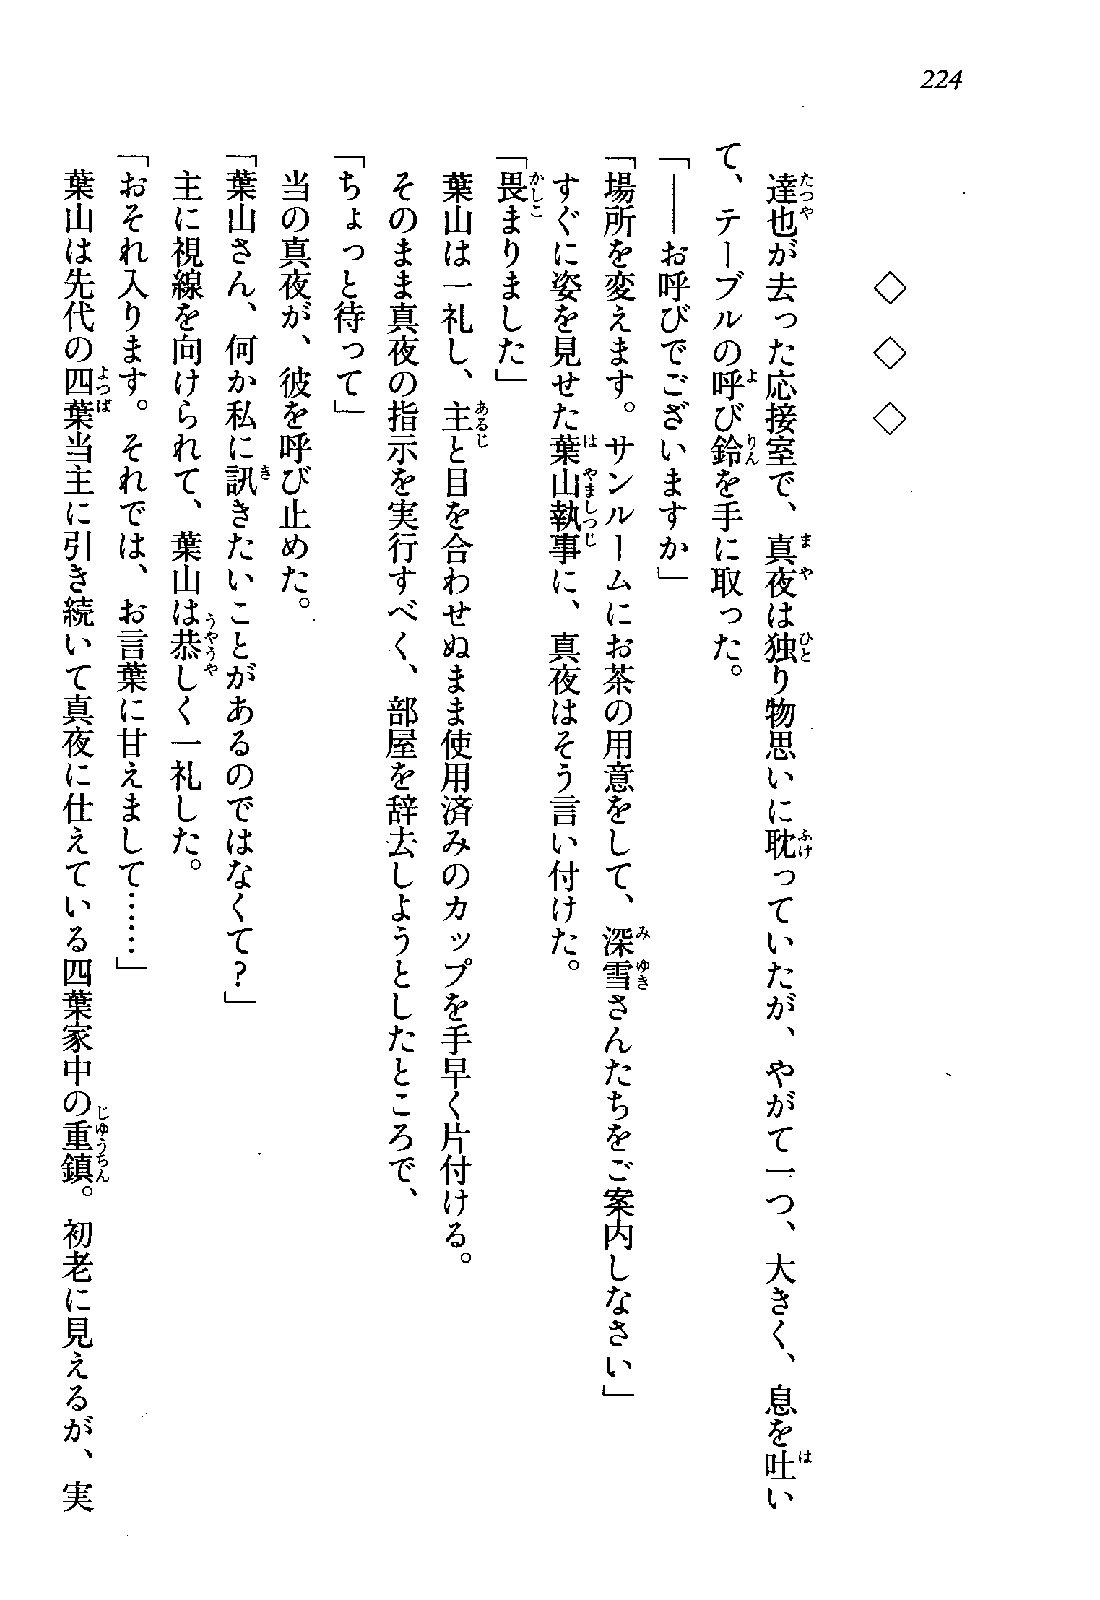 224
◇ ◇ ◇
達也が去った応接室で、真夜は独り物思いに耽っていたが、やがて一つ、大きく、息を吐い
て、テーブルの呼び鈴を手に取った。
「――お呼びでございますか」
「場所を変えます。サンルームにお茶の用意をして、深雪さんたちをご案内しなさい」
すぐに姿を見せた葉山執事に、真夜はそう言い付けた。
「畏まりました」
葉山は一礼し、主と目を合わせぬまま使用済みのカップを手早く片付ける。
そのまま真夜の指示を実行すべく、部屋を辞去しようとしたところで、
「ちょっと待って」
当の真夜が、彼を呼び止めた。
「葉山さん、何か私に訊きたいことがあるのではなくて?」
主に視線を向けられて、葉山は恭しく一礼した。
「おそれ入ります。それでは、お言葉に甘えまして……」
葉山は先代の四葉当主に引き続いて真夜に仕えている四葉家中の重鎮。初老に見えるが、実